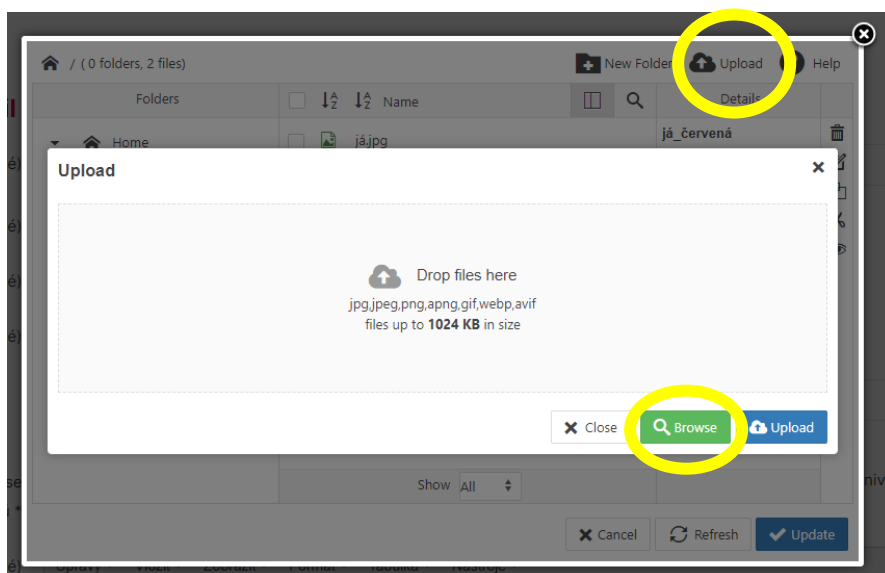 / ( 0 folders, 2 files)
New Folder
Upload
Help
Folders
Name
Details
Home
já.jpg
já_červená
Upload
Drop files here
jpg,jpeg,png,apng,gif,webp,avif
files up to 1024 KB in size
Close
Browse
Upload
Show All
Cancel
Refresh
Update